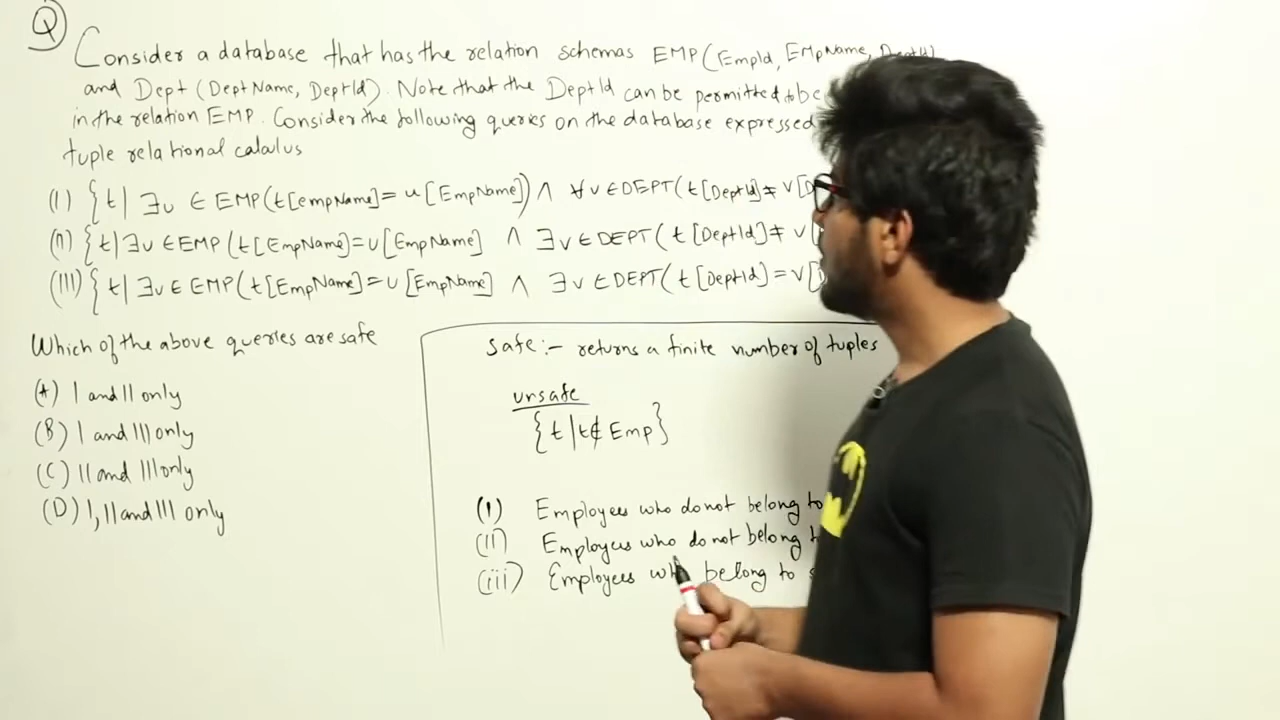 Q
Consider a database that has the relation schemas EMP(EmpId, EmpName, DeptId)
and Dept (DeptName, DeptId). Note that the DeptId can be permitted to be
in the relation EMP. Consider the following queries on the database expressed
tuple relational calalus
(I) {t| ∃u ∈ EMP(t[empName]= u[EmpName]) ∧ ∀v∈DEPT(t[DeptId]≠ v[D
(II) {t|∃u∈EMP(t[EmpName]=U[EmpName] ∧ ∃v∈DEPT(t[DeptId]≠ v[
(III) {t| ∃u∈EMP(t[EmpName]=U[EmpName] ∧ ∃v∈DEPT(t[DeptId]=v[D
Which of the above queries are safe
(A) I and II only
(B) I and III only
(C) II and III only
(D) I, II and III only
Safe:- returns a finite number of tuples
unsafe
{t|t∉Emp}
(I) Employees who do not belong to
(II) Employees who do not belong t
(iii) Employees who belong to s